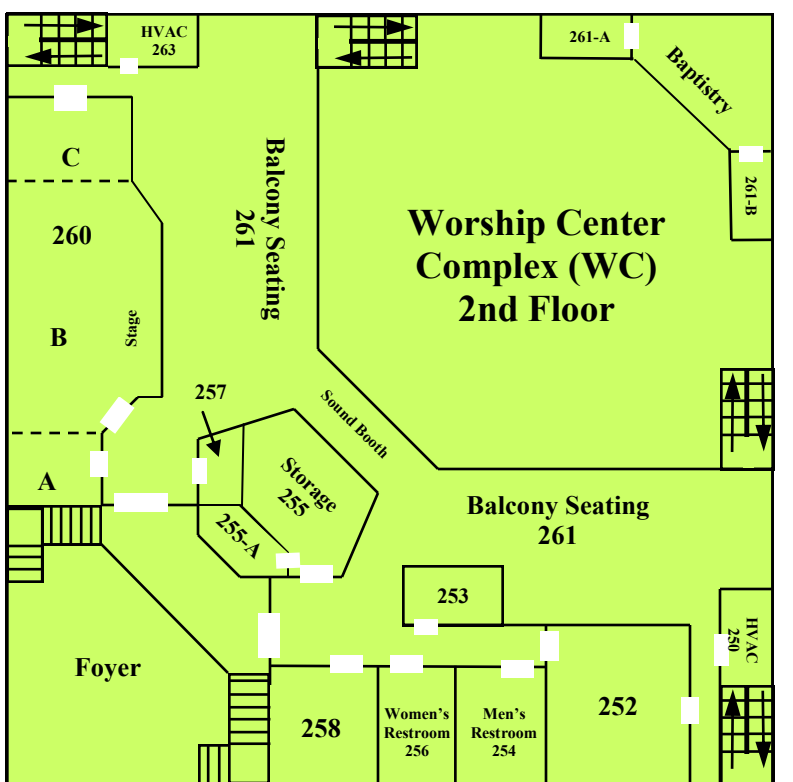 HVAC
263
261-A
Baptistry
C
Balcony Seating
261
261-B
260
Worship Center
Complex (WC)
2nd Floor
B
Stage
257
Sound Booth
A
Storage
255
255-A
Balcony Seating
261
253
HVAC
250
Foyer
258
Women's
Restroom
256
Men's
Restroom
254
252